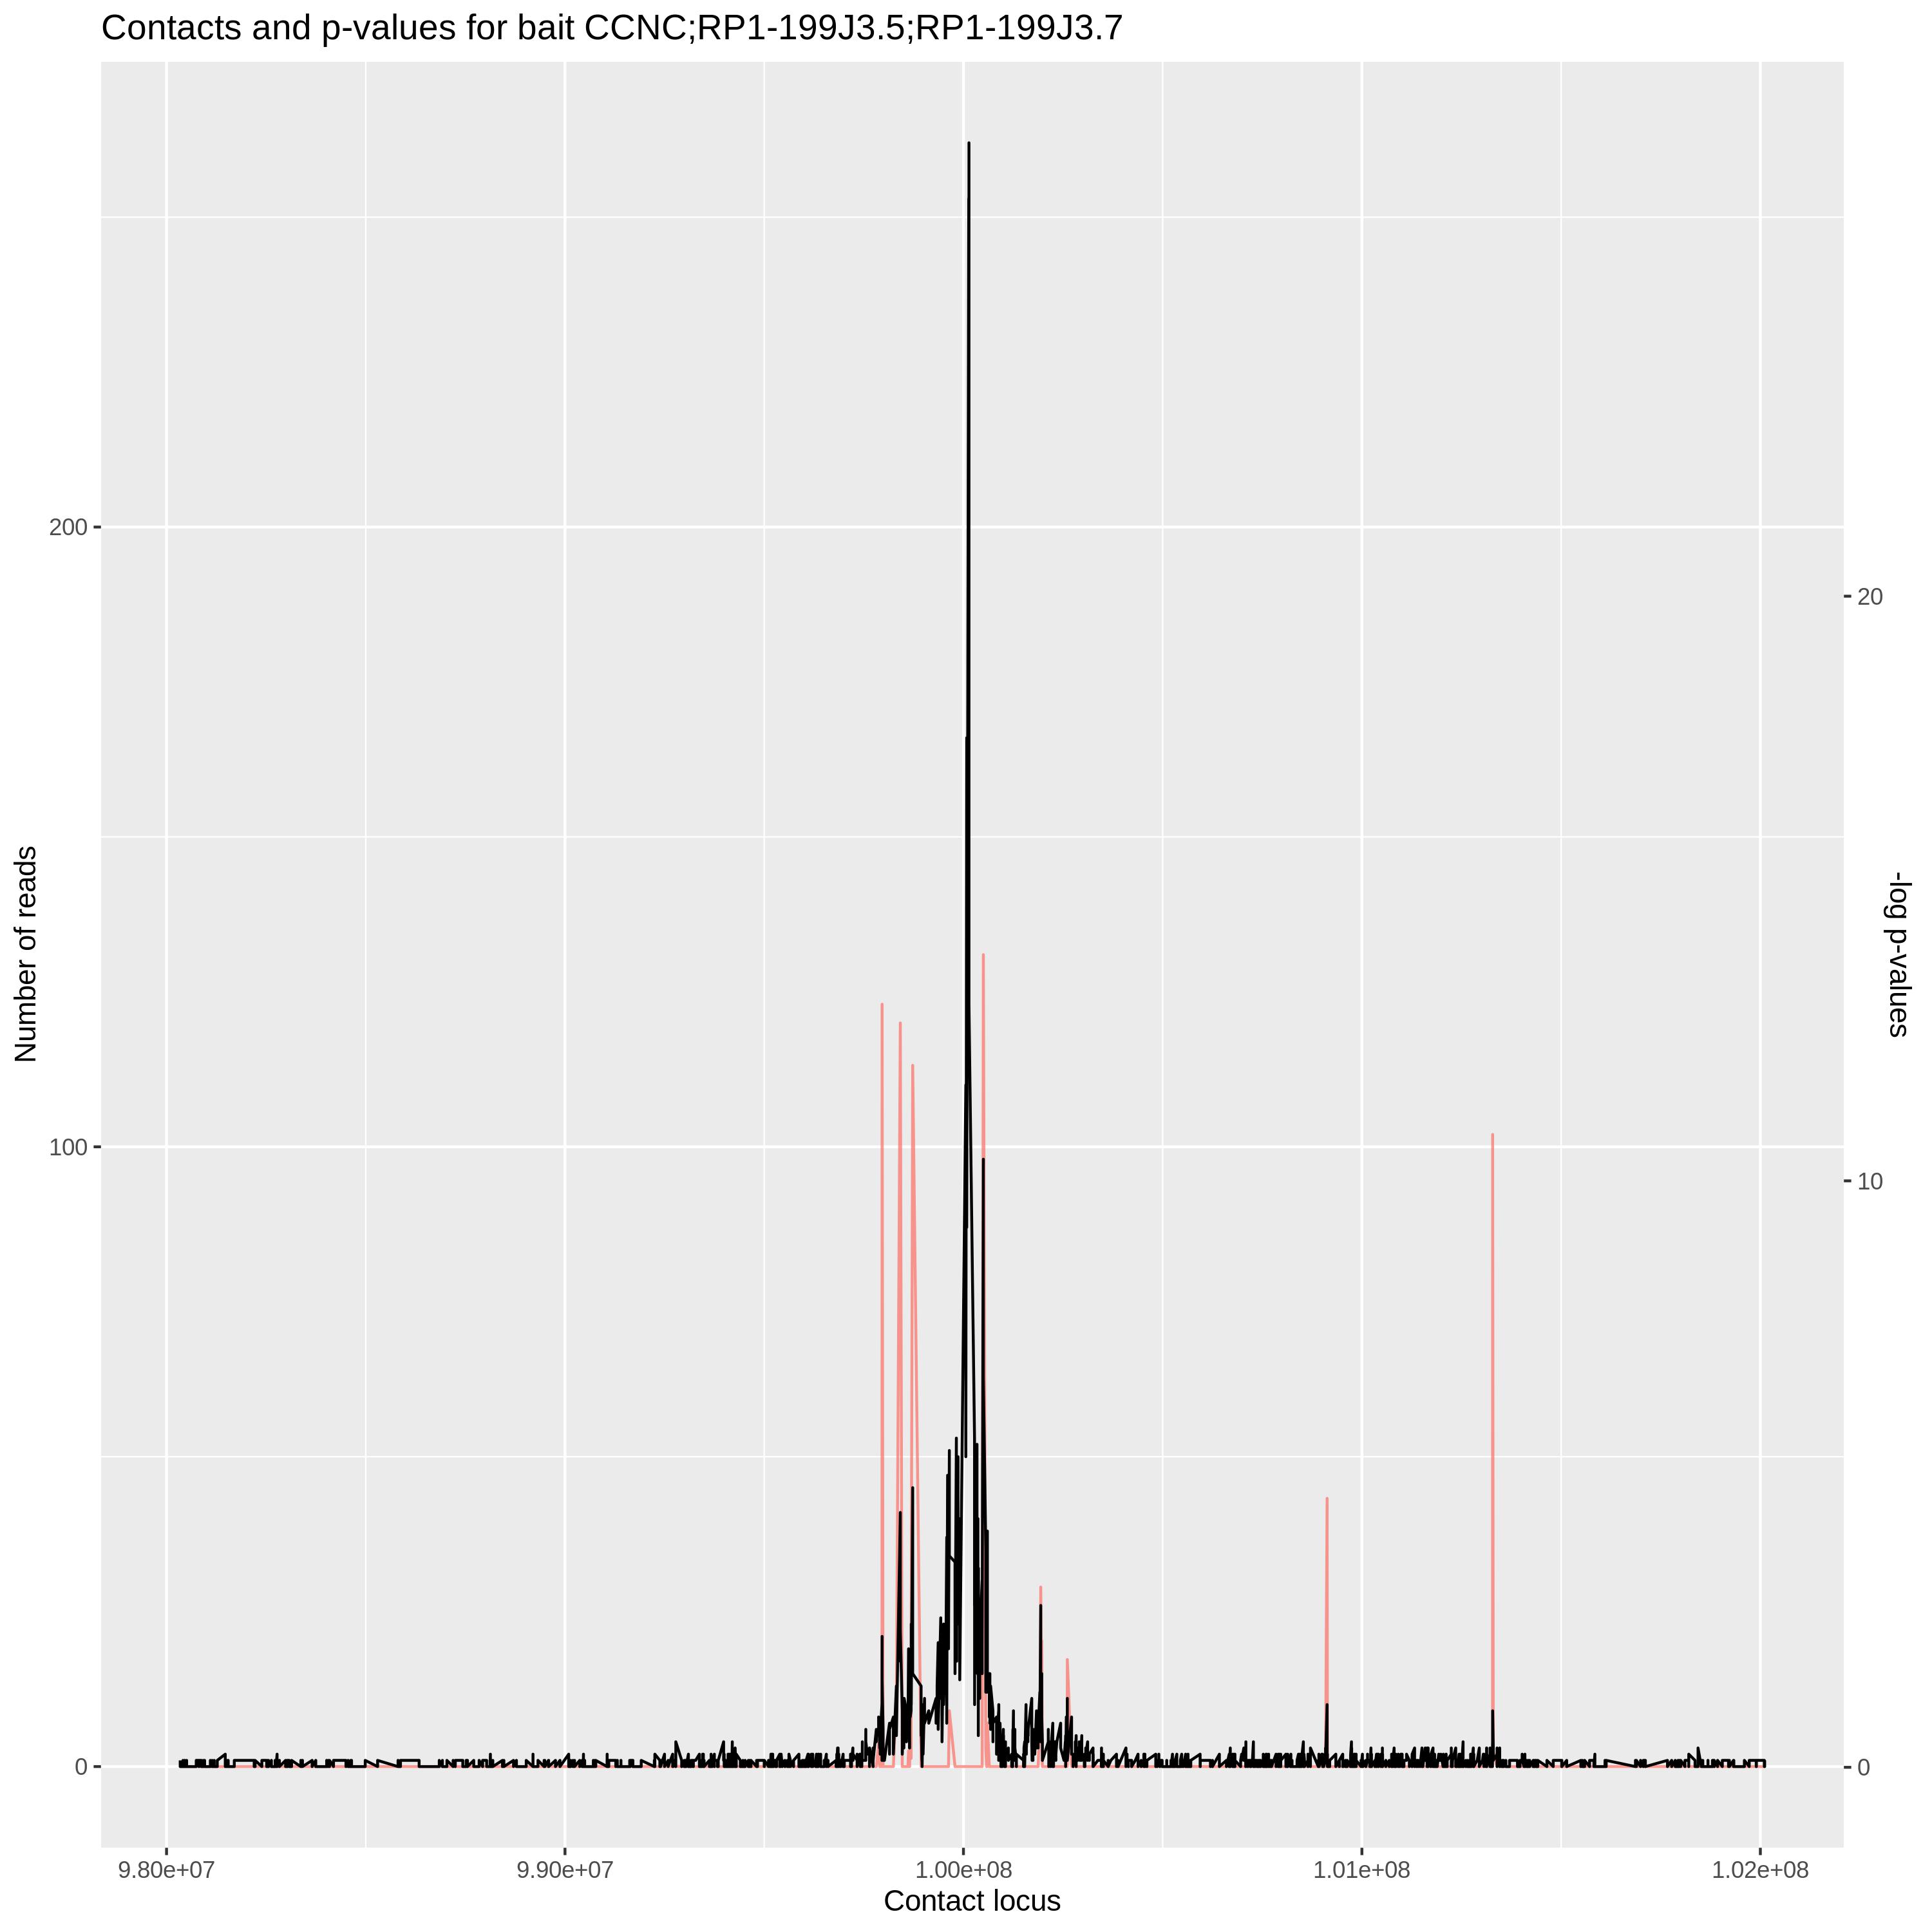 Contacts and p-values for bait CCNC;RP1-199J3.5;RP1-199J3.7
Number of reads
200
100
0
20
10
0
-log p-values
9.80e+07
9.90e+07
1.00e+08
1.01e+08
1.02e+08
Contact locus